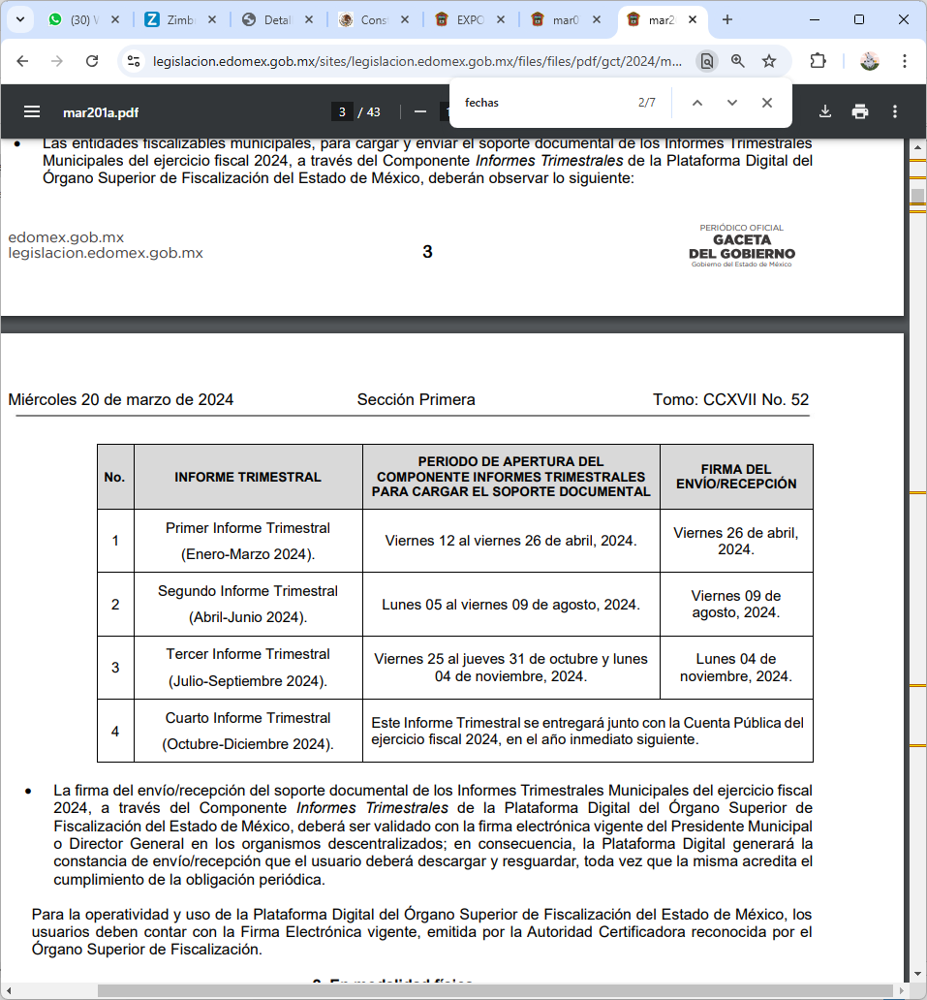 (30) W
Zimb
Detal
Cons
EXPO
mar0
mar2
legislacion.edomex.gob.mx/sites/legislacion.edomex.gob.mx/files/files/pdf/gct/2024/m...
fechas 2/7
mar201a.pdf 3 / 43
Las entidades fiscalizables municipales, para cargar y enviar el soporte documental de los Informes Trimestrales
Municipales del ejercicio fiscal 2024, a través del Componente Informes Trimestrales de la Plataforma Digital del
Órgano Superior de Fiscalización del Estado de México, deberán observar lo siguiente:
edomex.gob.mx
legislacion.edomex.gob.mx
3
PERIÓDICO OFICIAL
GACETA
DEL GOBIERNO
Gobierno del Estado de México
Miércoles 20 de marzo de 2024 Sección Primera Tomo: CCXVII No. 52
No.
INFORME TRIMESTRAL
PERIODO DE APERTURA DEL
COMPONENTE INFORMES TRIMESTRALES
PARA CARGAR EL SOPORTE DOCUMENTAL
FIRMA DEL
ENVÍO/RECEPCIÓN
1
Primer Informe Trimestral
(Enero-Marzo 2024).
Viernes 12 al viernes 26 de abril, 2024.
Viernes 26 de abril,
2024.
2
Segundo Informe Trimestral
(Abril-Junio 2024).
Lunes 05 al viernes 09 de agosto, 2024.
Viernes 09 de
agosto, 2024.
3
Tercer Informe Trimestral
(Julio-Septiembre 2024).
Viernes 25 al jueves 31 de octubre y lunes
04 de noviembre, 2024.
Lunes 04 de
noviembre, 2024.
4
Cuarto Informe Trimestral
(Octubre-Diciembre 2024).
Este Informe Trimestral se entregará junto con la Cuenta Pública del
ejercicio fiscal 2024, en el año inmediato siguiente.
La firma del envío/recepción del soporte documental de los Informes Trimestrales Municipales del ejercicio fiscal
2024, a través del Componente Informes Trimestrales de la Plataforma Digital del Órgano Superior de
Fiscalización del Estado de México, deberá ser validado con la firma electrónica vigente del Presidente Municipal
o Director General en los organismos descentralizados; en consecuencia, la Plataforma Digital generará la
constancia de envío/recepción que el usuario deberá descargar y resguardar, toda vez que la misma acredita el
cumplimiento de la obligación periódica.
Para la operatividad y uso de la Plataforma Digital del Órgano Superior de Fiscalización del Estado de México, los
usuarios deben contar con la Firma Electrónica vigente, emitida por la Autoridad Certificadora reconocida por el
Órgano Superior de Fiscalización.